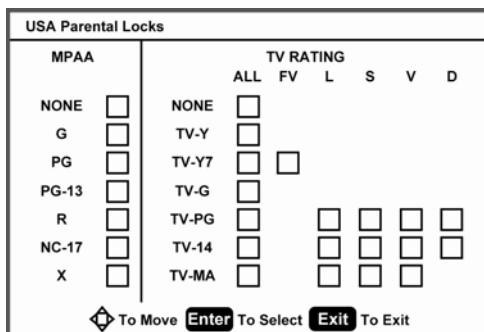 USA Parental Locks
MPAA TV RATING
ALL FV L S V D
NONE NONE
G TV-Y
PG TV-Y7
PG-13 TV-G
R TV-PG
NC-17 TV-14
X TV-MA
To Move Enter To Select Exit To Exit